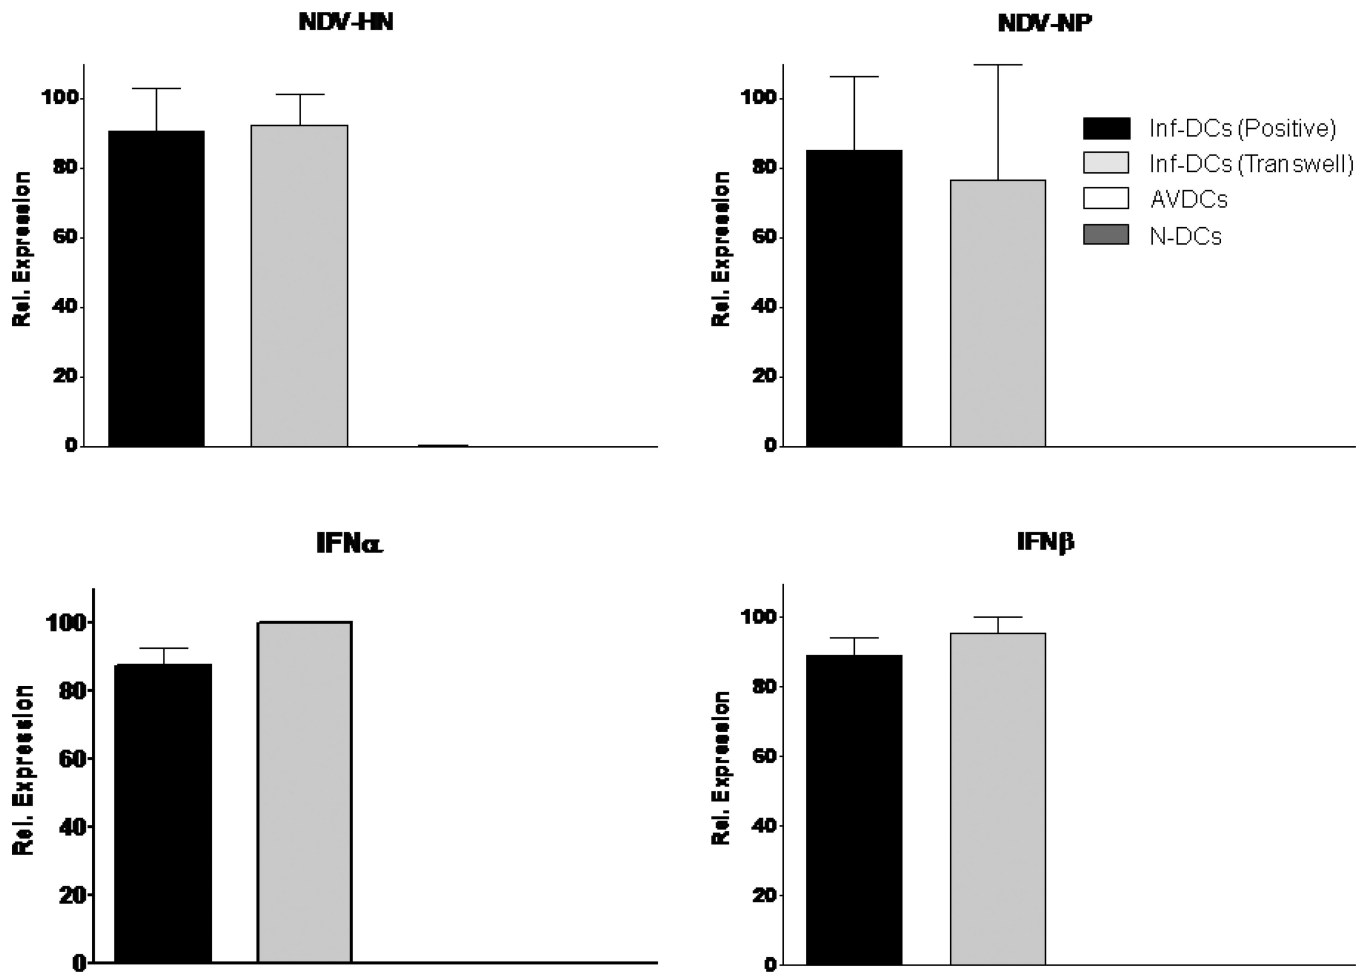 NDV-HN
Rel. Expression
100
80
60
40
20
0
NDV-NP
Rel. Expression
100
80
60
40
20
0
Inf-DCs (Positive)
Inf-DCs (Transwell)
AVDCs
N-DCs
IFNα
Rel. Expression
100
80
60
40
20
0
IFNβ
Rel. Expression
100
80
60
40
20
0